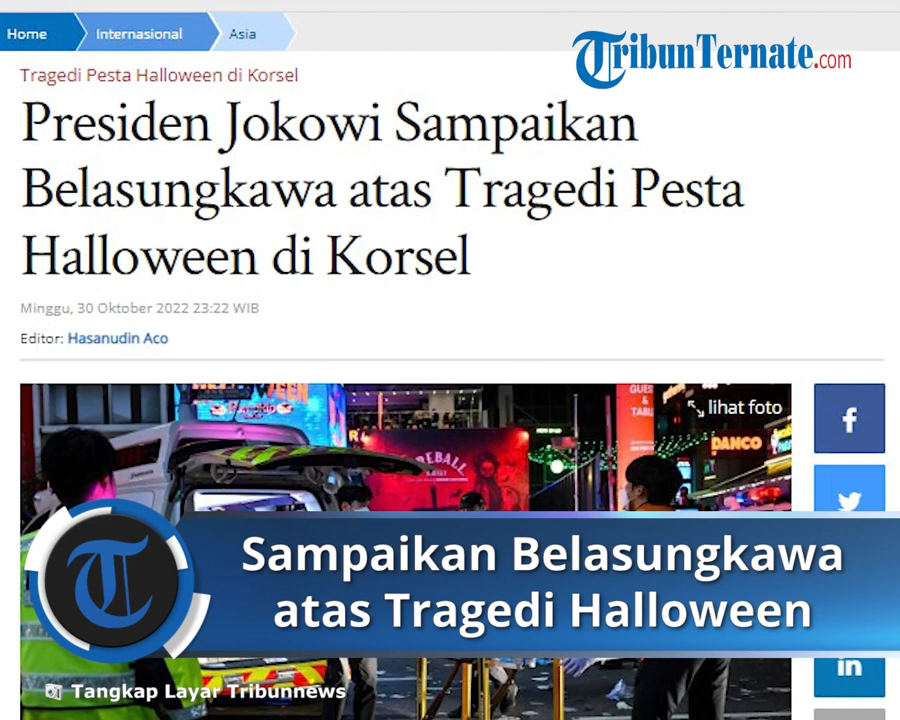 Home Internasional Asia
TribunTernate.com
Tragedi Pesta Halloween di Korsel
Presiden Jokowi Sampaikan
Belasungkawa atas Tragedi Pesta
Halloween di Korsel
Minggu, 30 Oktober 2022 23:22 WIB
Editor: Hasanudin Aco
lihat foto
DANCO
Sampaikan Belasungkawa
atas Tragedi Halloween
Tangkap Layar Tribunnews